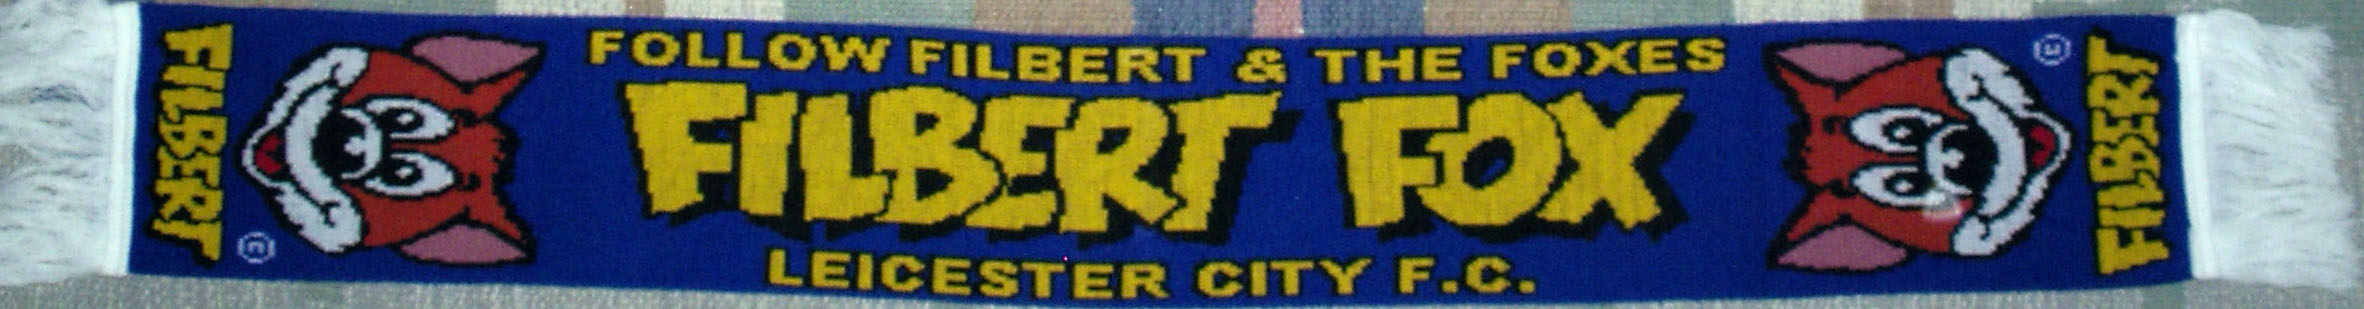 FILBERT
FOLLOW FILBERT & THE FOXES
FILBERT FOX
LEICESTER CITY F.C.
FILBERT